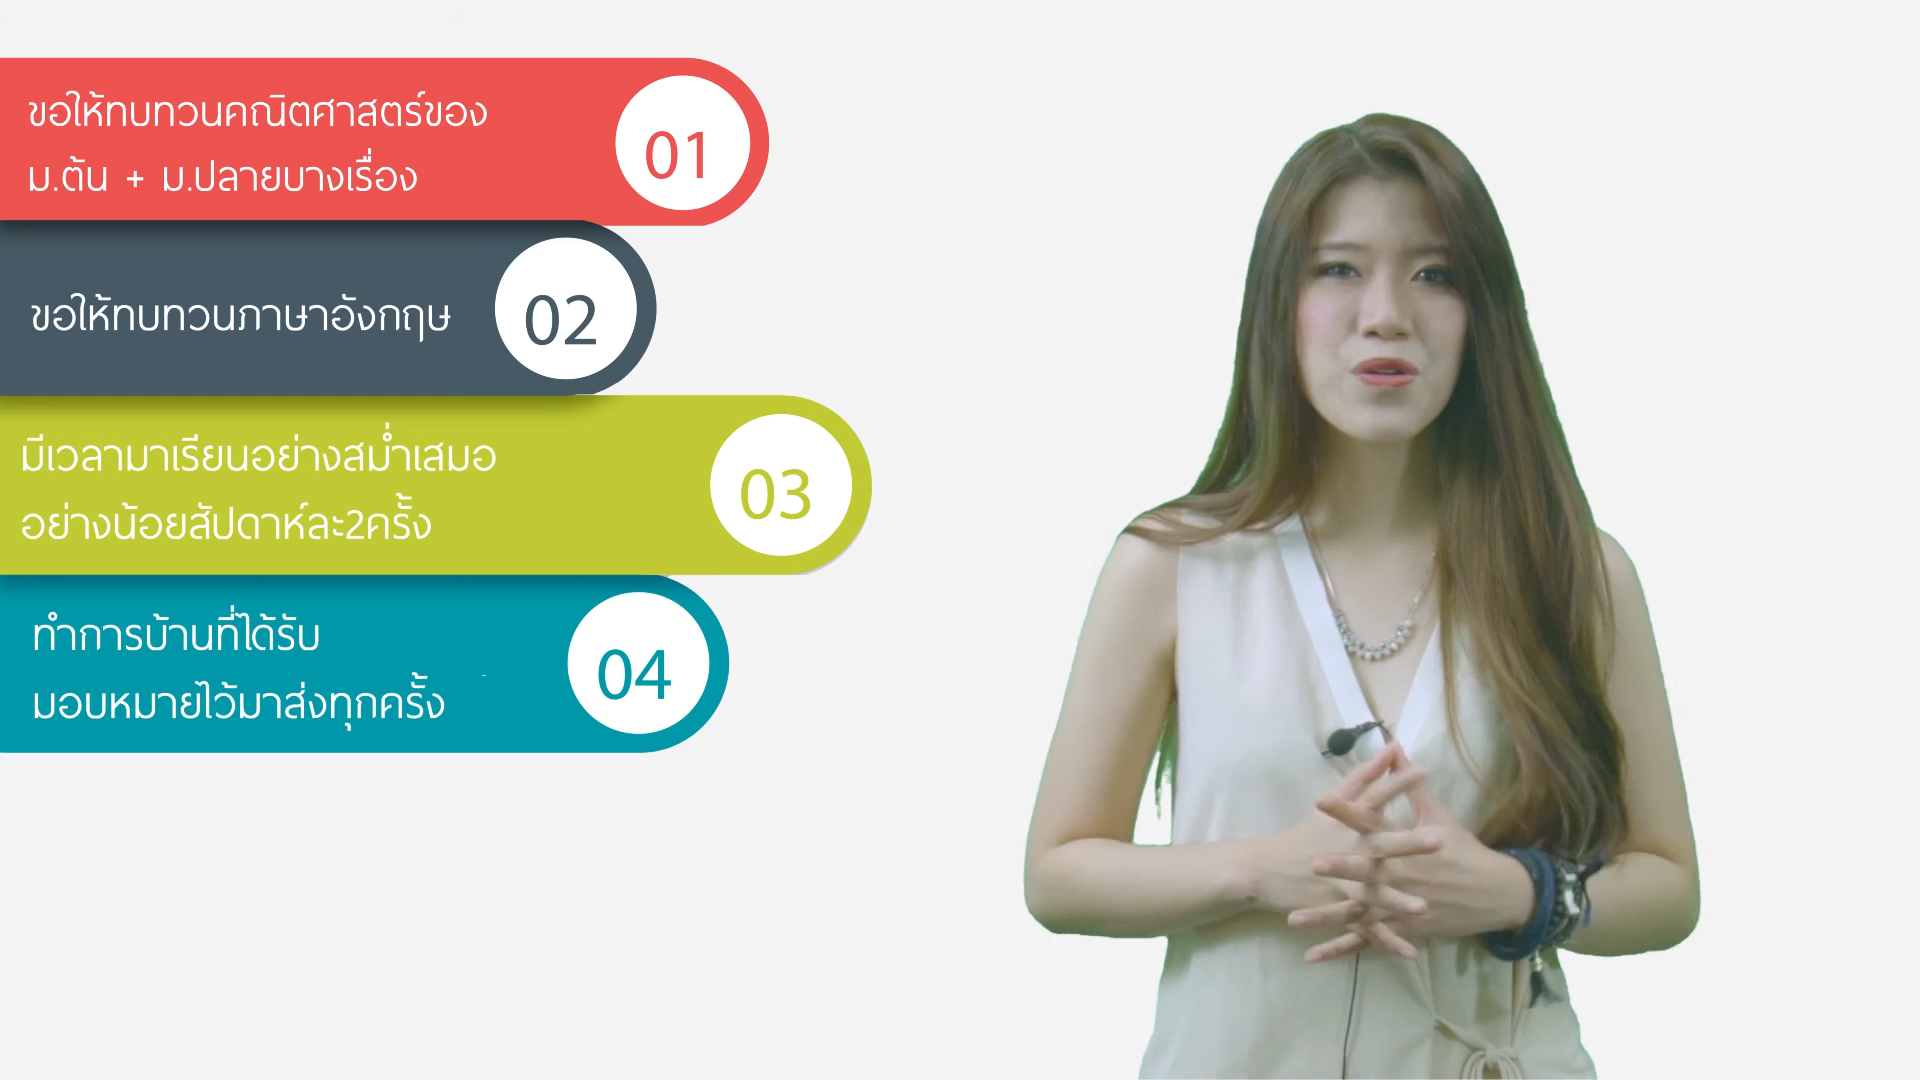 ขอให้ทบทวนคณิตศาสตร์ของ
ม.ต้น + ม.ปลายบางเรื่อง
01
ขอให้ทบทวนภาษาอังกฤษ
02
มีเวลามาเรียนอย่างสม่ำเสมอ
อย่างน้อยสัปดาห์ละ2ครั้ง
03
ทำการบ้านที่ได้รับ
มอบหมายไว้มาส่งทุกครั้ง
04